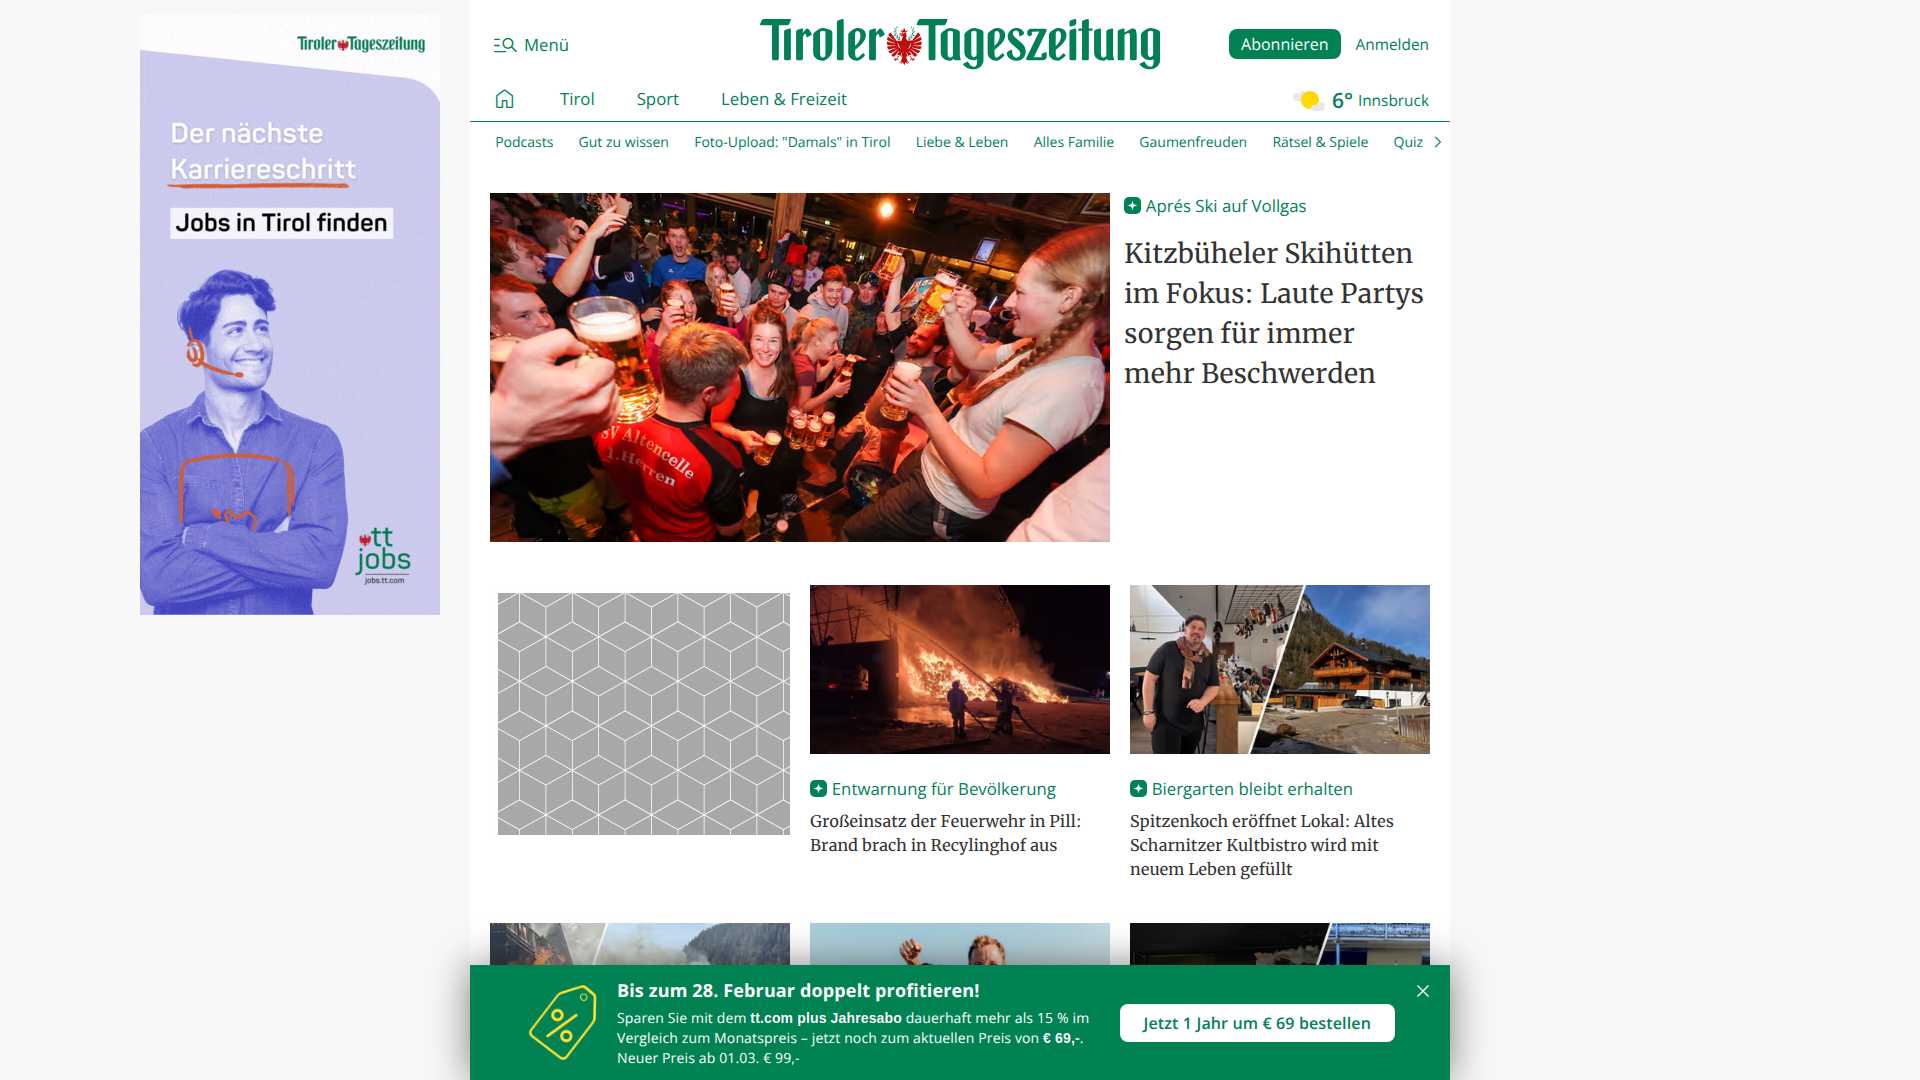 Tiroler Tageszeitung
Der nächste
Karriereschritt
Jobs in Tirol finden
tt
jobs
jobs.tt.com
Menü
Tiroler Tageszeitung
Abonnieren
Anmelden
Tirol
Sport
Leben & Freizeit
6° Innsbruck
Podcasts
Gut zu wissen
Foto-Upload: "Damals" in Tirol
Liebe & Leben
Alles Familie
Gaumenfreuden
Rätsel & Spiele
Quiz
SV Altencelle
1.Herren
Aprés Ski auf Vollgas
Kitzbüheler Skihütten
im Fokus: Laute Partys
sorgen für immer
mehr Beschwerden
Entwarnung für Bevölkerung
Großeinsatz der Feuerwehr in Pill:
Brand brach in Recylinghof aus
Biergarten bleibt erhalten
Spitzenkoch eröffnet Lokal: Altes
Scharnitzer Kultbistro wird mit
neuem Leben gefüllt
Bis zum 28. Februar doppelt profitieren!
Sparen Sie mit dem tt.com plus Jahresabo dauerhaft mehr als 15 % im
Vergleich zum Monatspreis – jetzt noch zum aktuellen Preis von € 69,-.
Neuer Preis ab 01.03. € 99,-
Jetzt 1 Jahr um € 69 bestellen